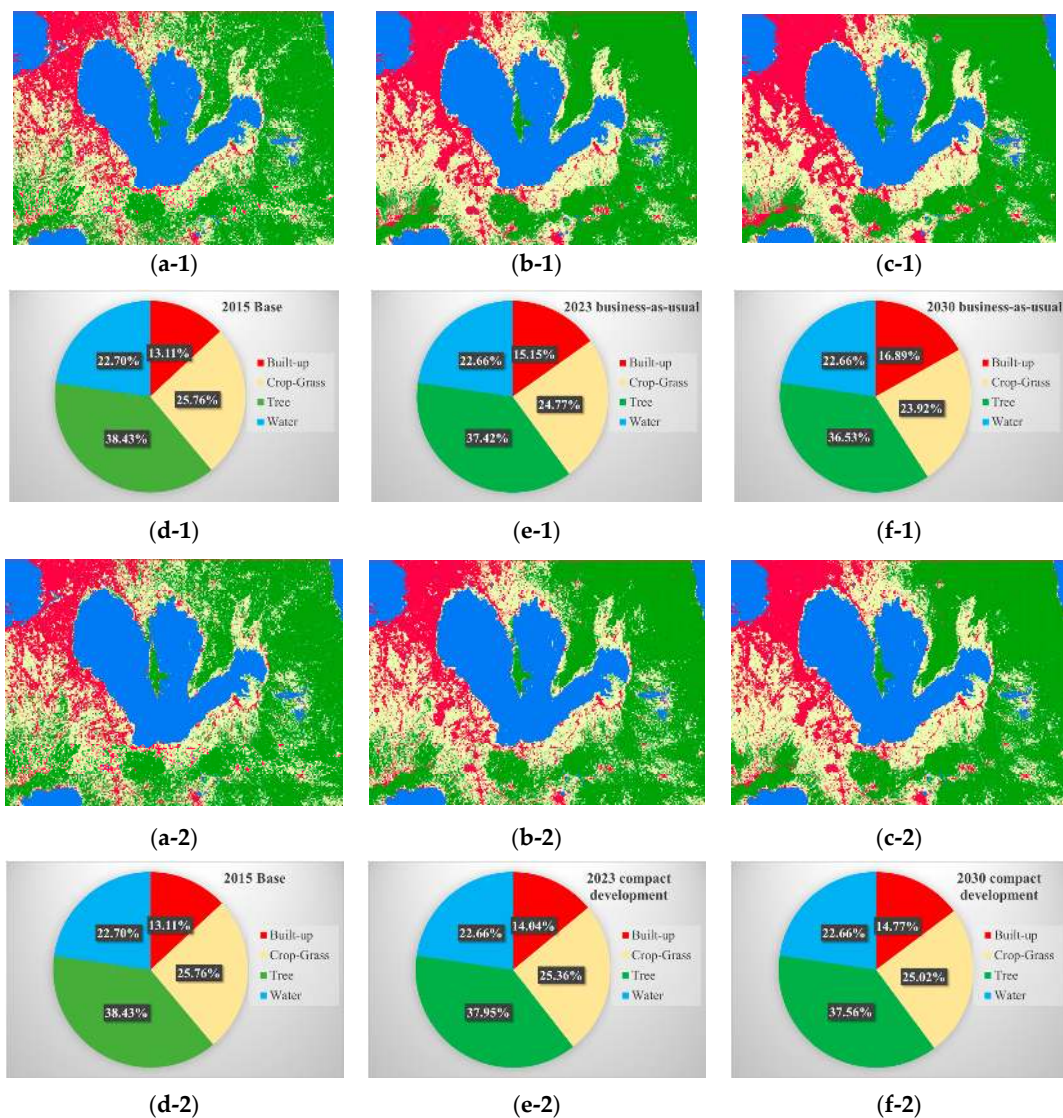 (a-1)
(b-1)
(c-1)
2015 Base
22.70%
13.11%
25.76%
38.43%
Built-up
Crop-Grass
Tree
Water
2023 business-as-usual
22.66%
15.15%
24.77%
37.42%
Built-up
Crop-Grass
Tree
Water
2030 business-as-usual
22.66%
16.89%
23.92%
36.53%
Built-up
Crop-Grass
Tree
Water
(d-1)
(e-1)
(f-1)
(a-2)
(b-2)
(c-2)
2015 Base
22.70%
13.11%
25.76%
38.43%
Built-up
Crop-Grass
Tree
Water
2023 compact
development
22.66%
14.04%
25.36%
37.95%
Built-up
Crop-Grass
Tree
Water
2030 compact
development
22.66%
14.77%
25.02%
37.56%
Built-up
Crop-Grass
Tree
Water
(d-2)
(e-2)
(f-2)